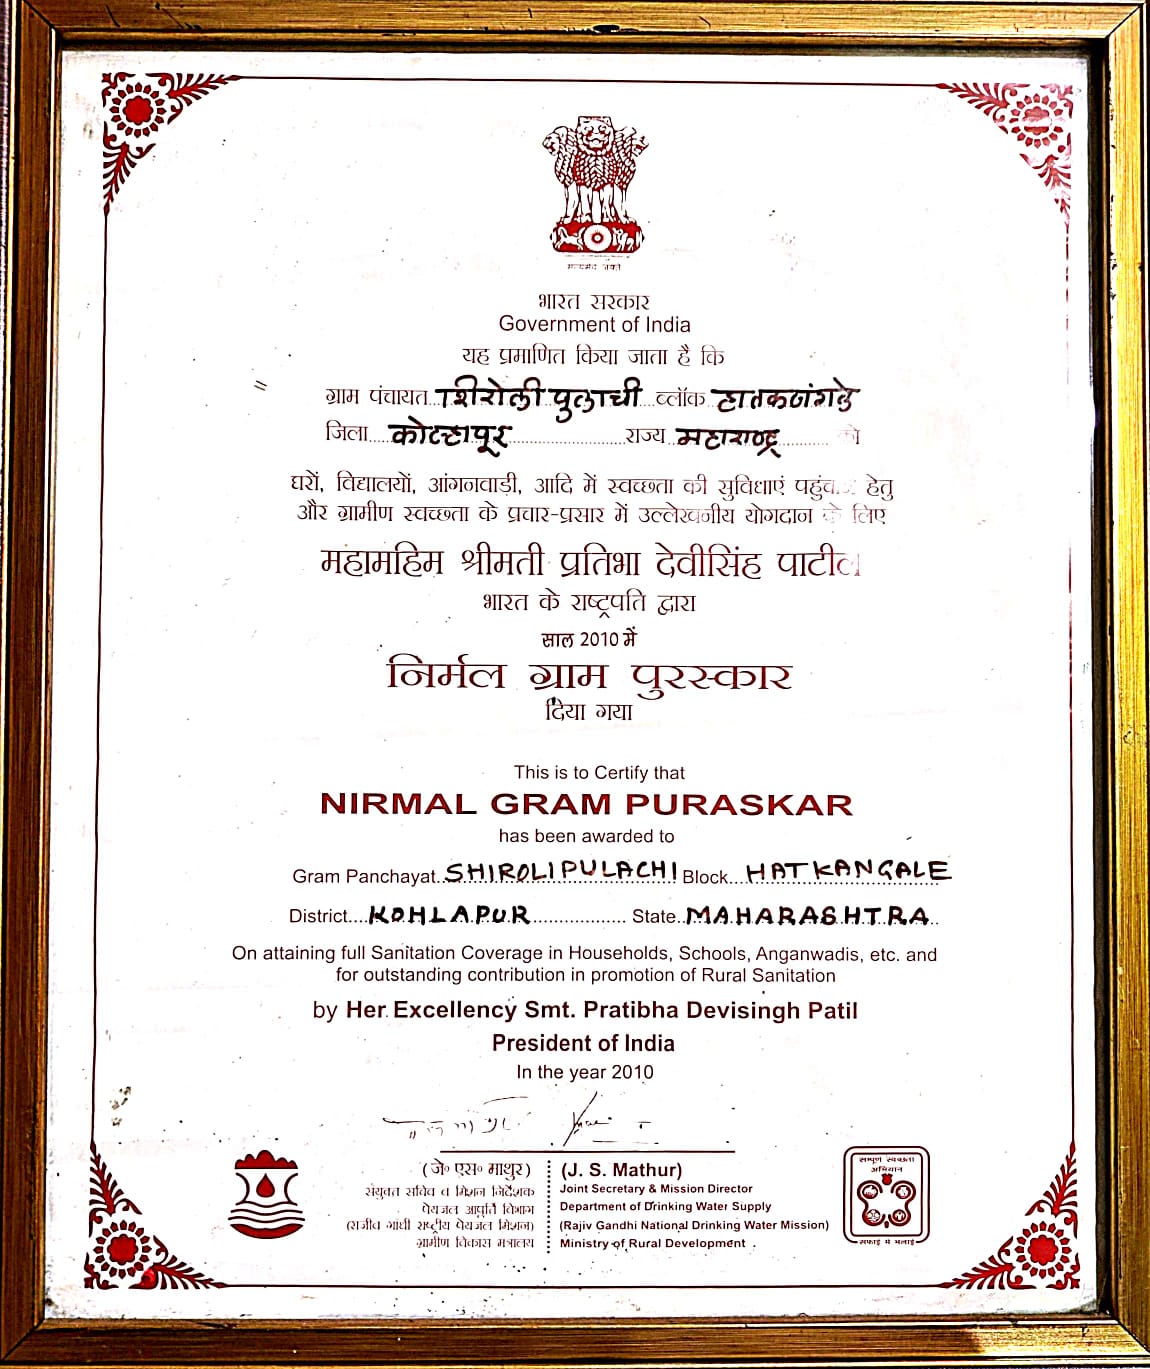 सत्यमेव जयते
भारत सरकार
Government of India
यह प्रमाणित किया जाता है कि
ग्राम पंचायत..शिरोली पुलाची...ब्लॉक..हातकणंगले
जिला.....कोल्हापूर......................राज्य..महाराष्ट्र........... को
घरों, विद्यालयों, आंगनवाड़ी, आदि में स्वच्छता की सुविधाएं हेतु
और ग्रामीण स्वच्छता के प्रचार-प्रसार में उल्लेखनीय योगदान के लिए
महामहिम श्रीमती प्रतिभा देवीसिंह पाटील
भारत के राष्ट्रपति द्वारा
साल 2010 में
निर्मल ग्राम पुरस्कार
दिया गया
This is to Certify that
NIRMAL GRAM PURASKAR
has been awarded to
Gram Panchayat..SHIROLI PULACHI Block...HATKANGALE
District....KOHLAPUR................. State..MAHARASHTRA..
On attaining full Sanitation Coverage in Households, Schools, Anganwadis, etc. and
for outstanding contribution in promotion of Rural Sanitation
by Her Excellency Smt. Pratibha Devisingh Patil
President of India
In the year 2010
(जे० एस० माथुर)
संयुक्त सचिव व मिशन निदेशक
पेयजल आपूर्ति विभाग
(राजीव गांधी राष्ट्रीय पेयजल मिशन)
ग्रामीण विकास मंत्रालय
(J. S. Mathur)
Joint Secretary & Mission Director
Department of Drinking Water Supply
(Rajiv Gandhi National Drinking Water Mission)
Ministry of Rural Development
सम्पूर्ण स्वच्छता
अभियान
सफाई में भलाई